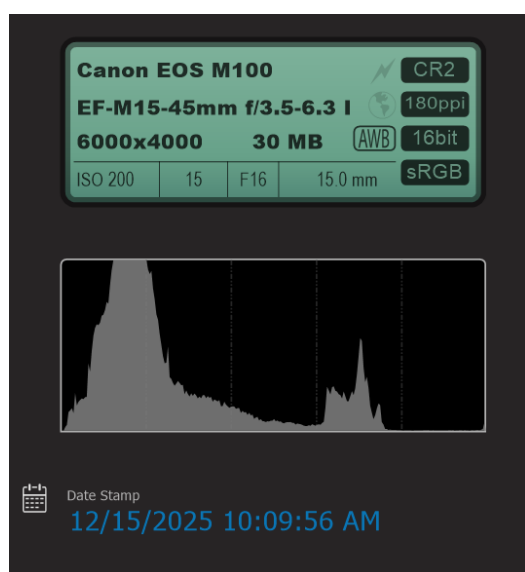 Canon EOS M100 CR2
EF-M15-45mm f/3.5-6.3 I 180ppi
6000x4000 30 MB AWB 16bit
ISO 200 15 F16 15.0 mm sRGB
Date Stamp
12/15/2025 10:09:56 AM